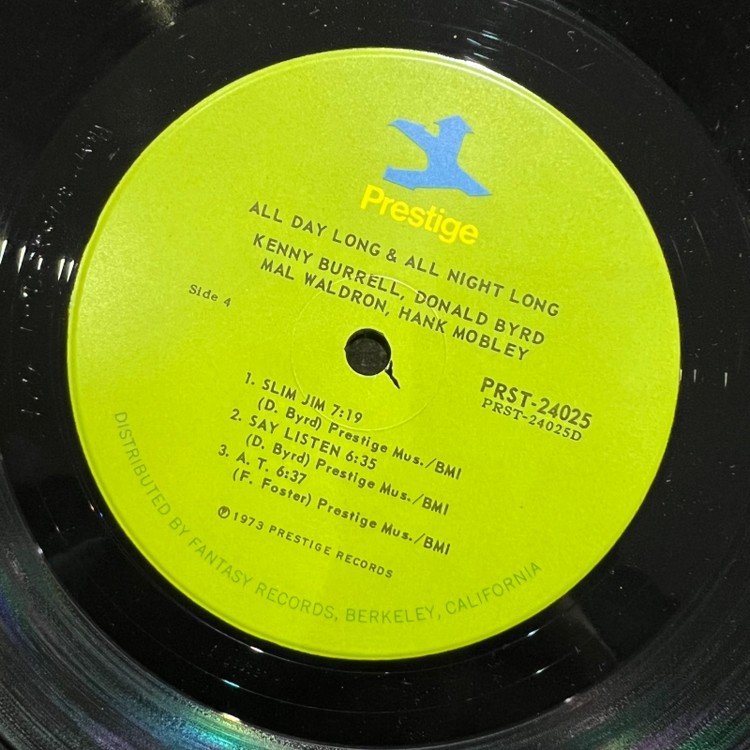 Prestige
ALL DAY LONG & ALL NIGHT LONG
KENNY BURRELL, DONALD BYRD
MAL WALDRON, HANK MOBLEY
Side 4
PRST-24025
PRST-24025D
1. SLIM JIM 7:19
(D. Byrd) Prestige Mus./BMI
2. SAY LISTEN 6:35
(D. Byrd) Prestige Mus./BMI
3. A. T. 6:37
(F. Foster) Prestige Mus./BMI
℗ 1973 PRESTIGE RECORDS
DISTRIBUTED BY FANTASY RECORDS, BERKELEY, CALIFORNIA